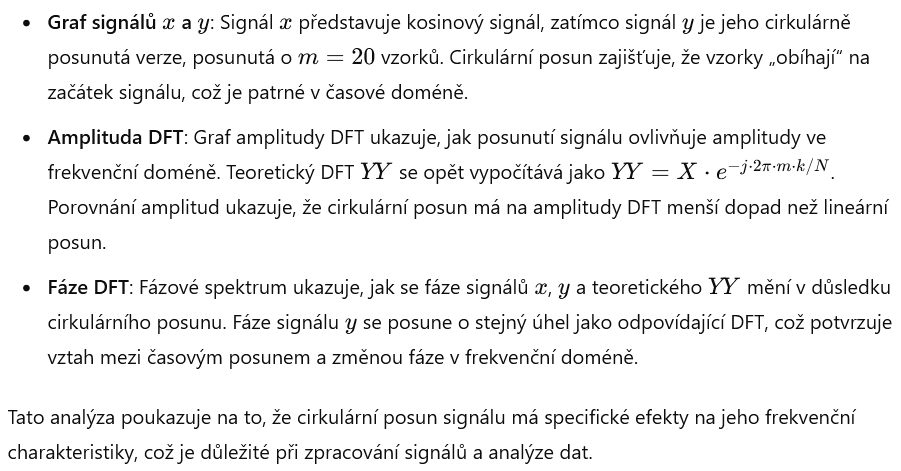 • Graf signálů x a y: Signál x představuje kosinový signál, zatímco signál y je jeho cirkulárně
posunutá verze, posunutá o m = 20 vzorků. Cirkulární posun zajišťuje, že vzorky „obíhají“ na
začátek signálu, což je patrné v časové doméně.
• Amplituda DFT: Graf amplitudy DFT ukazuje, jak posunutí signálu ovlivňuje amplitudy ve
frekvenční doméně. Teoretický DFT YY se opět vypočítává jako YY = X · e^{−j·2π·m·k/N}.
Porovnání amplitud ukazuje, že cirkulární posun má na amplitudy DFT menší dopad než lineární
posun.
• Fáze DFT: Fázové spektrum ukazuje, jak se fáze signálů x, y a teoretického YY mění v důsledku
cirkulárního posunu. Fáze signálu y se posune o stejný úhel jako odpovídající DFT, což potvrzuje
vztah mezi časovým posunem a změnou fáze v frekvenční doméně.
Tato analýza poukazuje na to, že cirkulární posun signálu má specifické efekty na jeho frekvenční
charakteristiky, což je důležité při zpracování signálů a analýze dat.